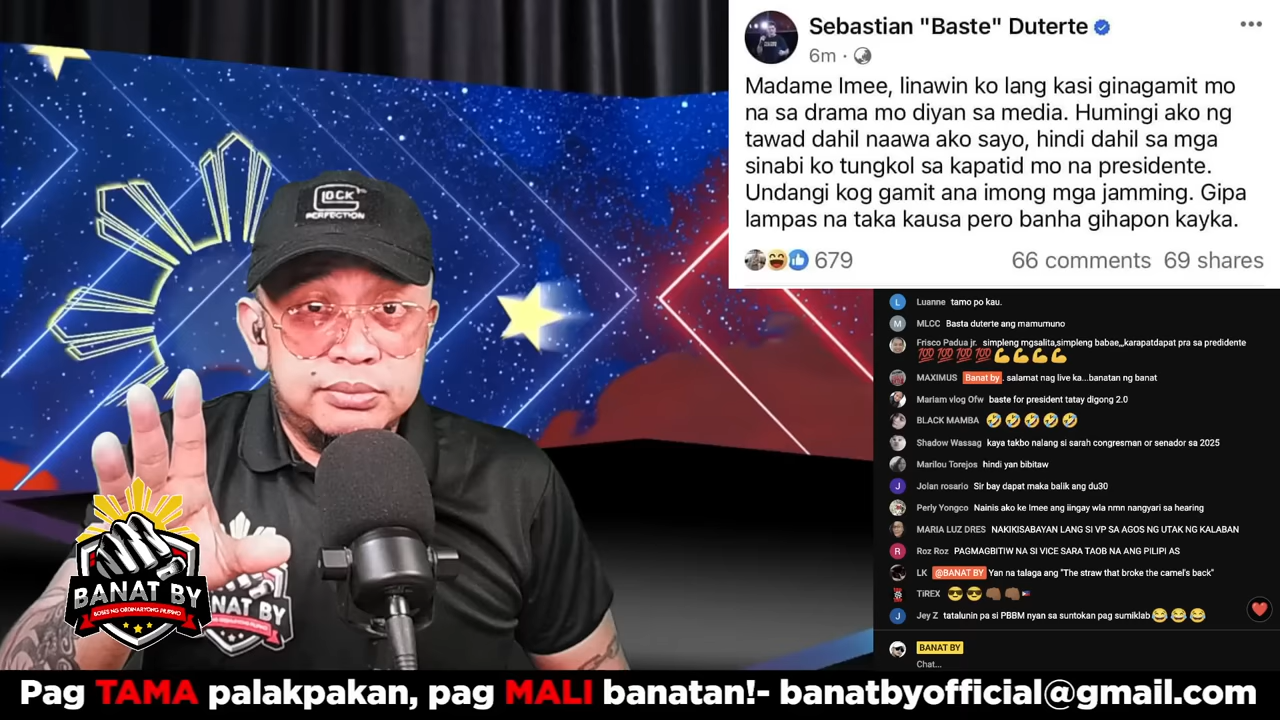 Sebastian "Baste" Duterte
6m ·
Madame Imee, linawin ko lang kasi ginagamit mo
na sa drama mo diyan sa media. Humingi ako ng
tawad dahil naawa ako sayo, hindi dahil sa mga
sinabi ko tungkol sa kapatid mo na presidente.
Undangi kog gamit ana imong mga jamming. Gipa
lampas na taka kausa pero banha gihapon kayka.
679
66 comments 69 shares
GLOCK
PERFECTION
L Luanne tamo po kau.
M MLCC Basta duterte ang mamumuno
Frisco Padua jr. simpleng mgsalita,simpleng babae,,,karapatdapat pra sa predidente
💯💯💯💯💪💪💪💪
MAXIMUS Banat by. salamat nag live ka...banatan ng banat
Mariam vlog Ofw baste for president tatay digong 2.0
BLACK MAMBA 🤣🤣🤣🤣🤣
Shadow Wassag kaya takbo nalang si sarah congresman or senador sa 2025
Marilou Torejos hindi yan bibitaw
J Jolan rosario Sir bay dapat maka balik ang du30
Perly Yongco Nainis ako ke Imee ang iingay wla nmn nangyari sa hearing
MARIA LUZ DRES NAKIKISABAYAN LANG SI VP SA AGOS NG UTAK NG KALABAN
R Roz Roz PAGMAGBITIW NA SI VICE SARA TAOB NA ANG PILIPI AS
LK @BANAT BY Yan na talaga ang "The straw that broke the camel's back"
TiREX 😎😎👊🏾👊🏾🇵🇭
J Jey Z tatalunin pa si PBBM nyan sa suntokan pag sumiklab😂😂😂
BANAT BY
Chat...
BANAT BY
BOSES NG ORDINARYONG PILIPINO
NAT BY
Pag TAMA palakpakan, pag MALI banatan!- banatbyofficial@gmail.com